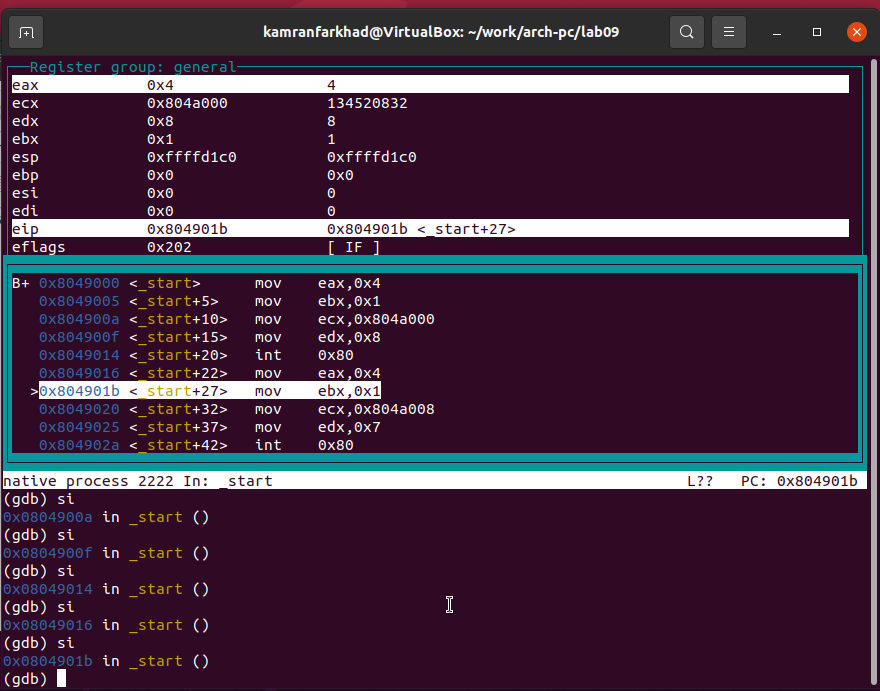 kamranfarkhad@VirtualBox: ~/work/arch-pc/lab09
Register group: general
eax 0x4 4
ecx 0x804a000 134520832
edx 0x8 8
ebx 0x1 1
esp 0xffffd1c0 0xffffd1c0
ebp 0x0 0x0
esi 0x0 0
edi 0x0 0
eip 0x804901b 0x804901b <_start+27>
eflags 0x202 [ IF ]
B+ 0x8049000 <_start> mov eax,0x4
0x8049005 <_start+5> mov ebx,0x1
0x804900a <_start+10> mov ecx,0x804a000
0x804900f <_start+15> mov edx,0x8
0x8049014 <_start+20> int 0x80
0x8049016 <_start+22> mov eax,0x4
>0x804901b <_start+27> mov ebx,0x1
0x8049020 <_start+32> mov ecx,0x804a008
0x8049025 <_start+37> mov edx,0x7
0x804902a <_start+42> int 0x80
native process 2222 In: _start L?? PC: 0x804901b
(gdb) si
0x0804900a in _start ()
(gdb) si
0x0804900f in _start ()
(gdb) si
0x08049014 in _start ()
(gdb) si
0x08049016 in _start ()
(gdb) si
0x0804901b in _start ()
(gdb)